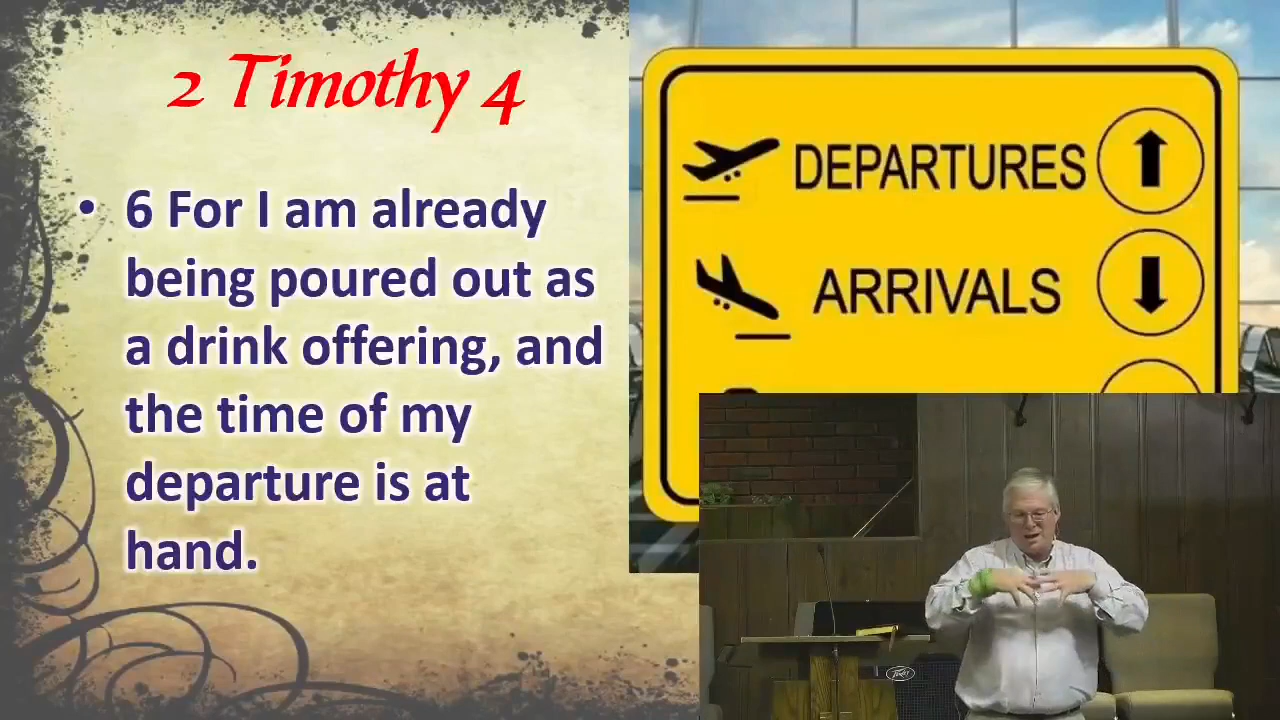 2 Timothy 4
• 6 For I am already
being poured out as
a drink offering, and
the time of my
departure is at
hand.
DEPARTURES
ARRIVALS
PEAVEY